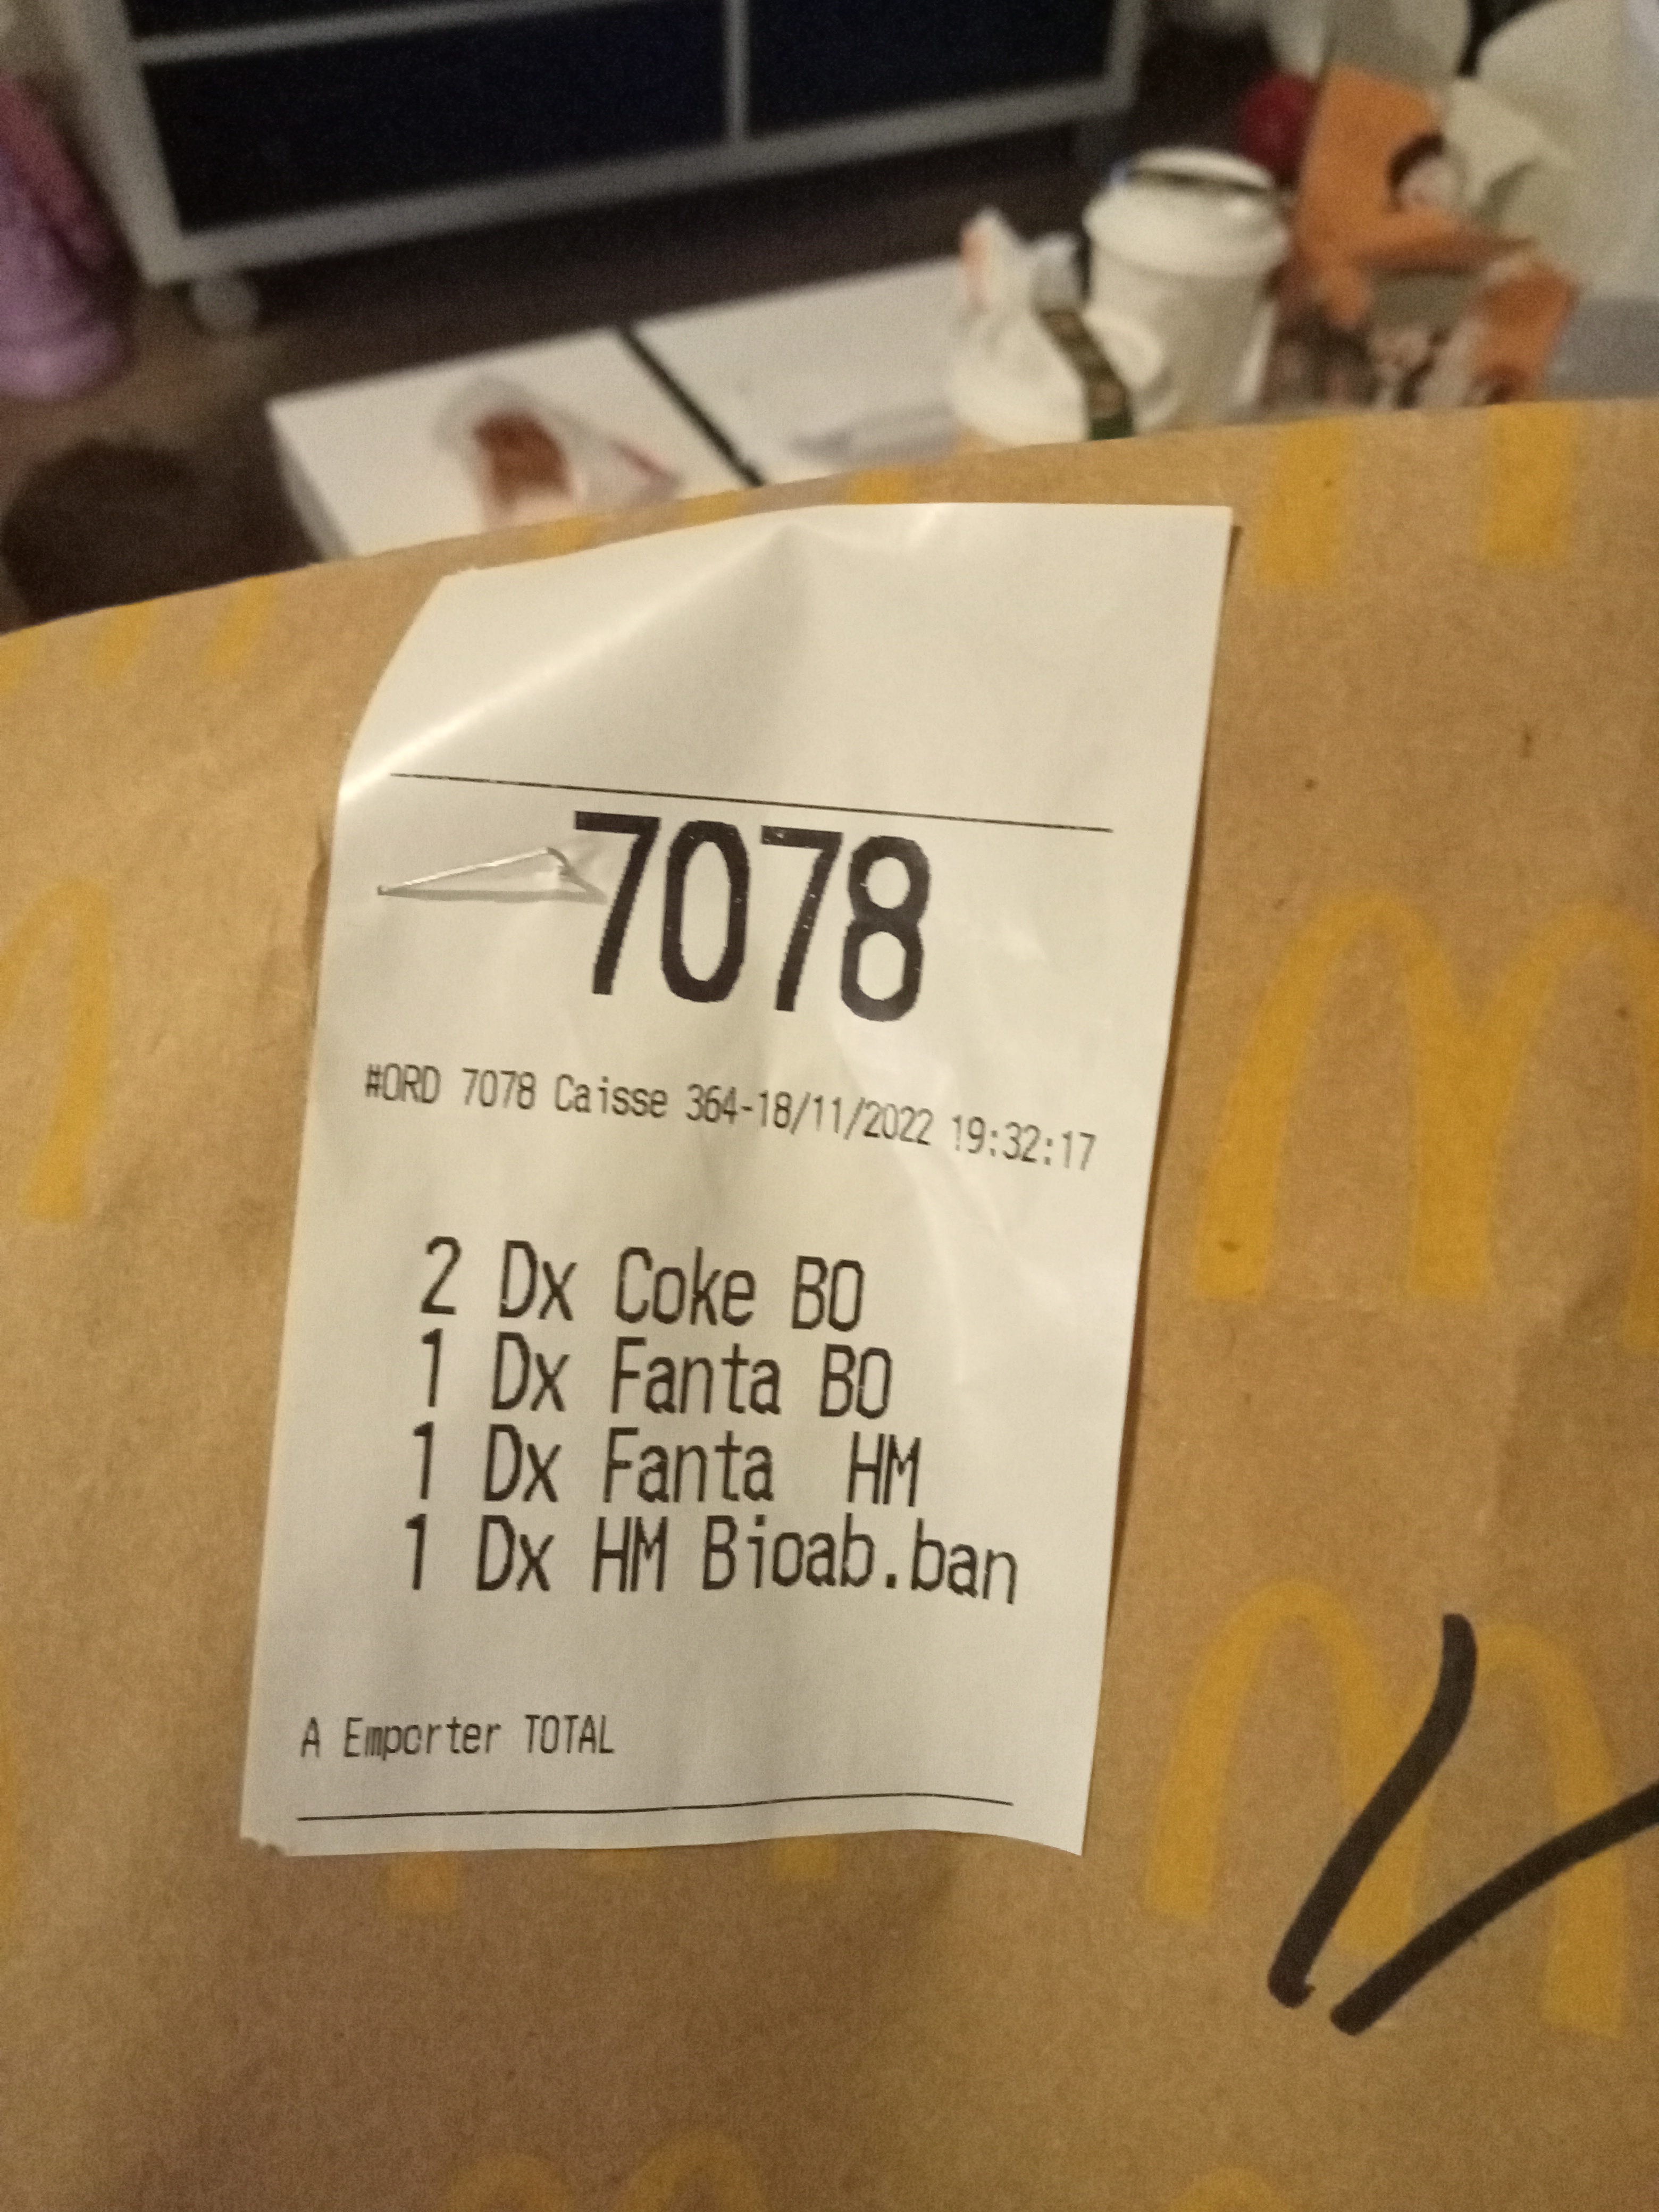 7078
#ORD 7078 Caisse 364-18/11/2022 19:32:17
2 Dx Coke BO
1 Dx Fanta BO
1 Dx Fanta HM
1 Dx HM Bioab.ban
A Emporter TOTAL